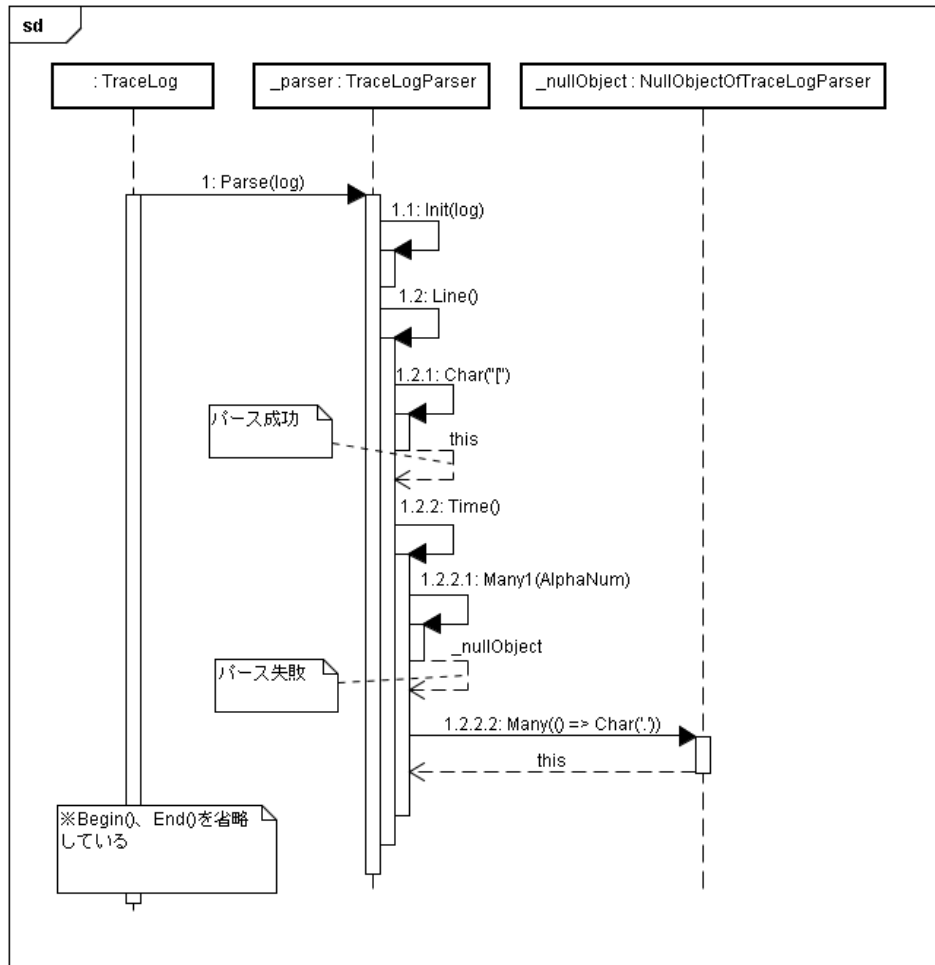 sd
: TraceLog
_parser : TraceLogParser
_nullObject : NullObjectOfTraceLogParser
1: Parse(log)
1.1: Init(log)
1.2: Line()
1.2.1: Char("[")
パース成功
this
1.2.2: Time()
1.2.2.1: Many1(AlphaNum)
_nullObject
パース失敗
1.2.2.2: Many(() => Char('.'))
this
※Begin()、End()を省略
している